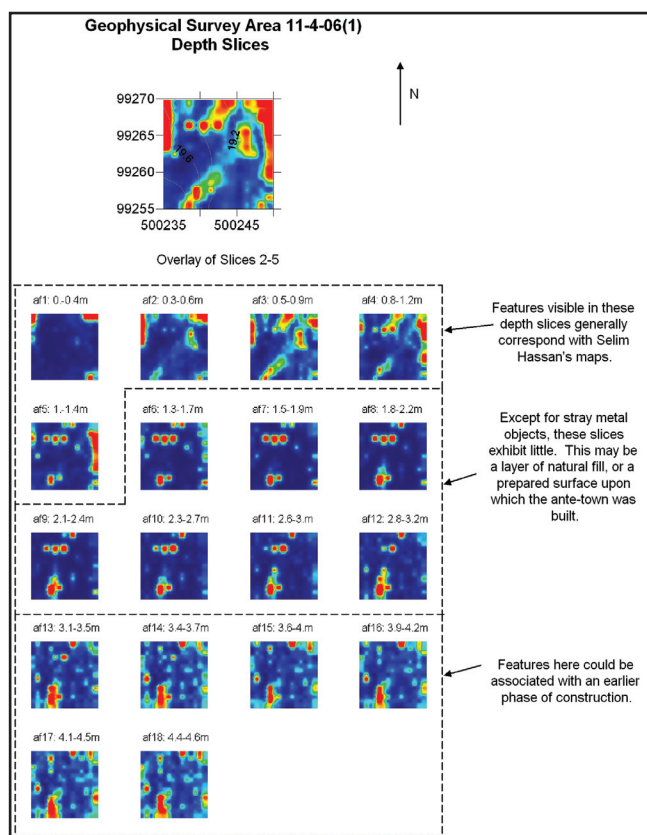 Geophysical Survey Area 11-4-06(1)
Depth Slices
N
99270
99265
99260
99255
19.6
19.2
500235
500245
Overlay of Slices 2-5
af1: 0.-0.4m
af2: 0.3-0.6m
af3: 0.5-0.9m
af4: 0.8-1.2m
Features visible in these
depth slices generally
correspond with Selim
Hassan's maps.
af5: 1.-1.4m
af6: 1.3-1.7m
af7: 1.5-1.9m
af8: 1.8-2.2m
Except for stray metal
objects, these slices
exhibit little. This may be
a layer of natural fill, or a
prepared surface upon
which the ante-town was
built.
af9: 2.1-2.4m
af10: 2.3-2.7m
af11: 2.6-3.m
af12: 2.8-3.2m
af13: 3.1-3.5m
af14: 3.4-3.7m
af15: 3.6-4.m
af16: 3.9-4.2m
Features here could be
associated with an earlier
phase of construction.
af17: 4.1-4.5m
af18: 4.4-4.6m